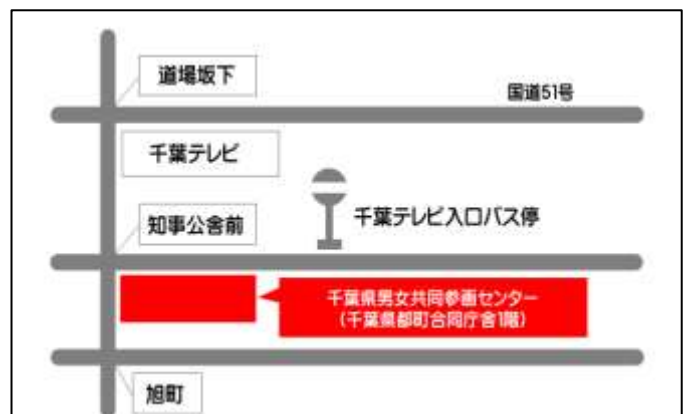 道場坂下
国道51号
千葉テレビ
千葉テレビ入口バス停
知事公舎前
千葉県男女共同参画センター
（千葉県都町合同庁舎1階）
旭町